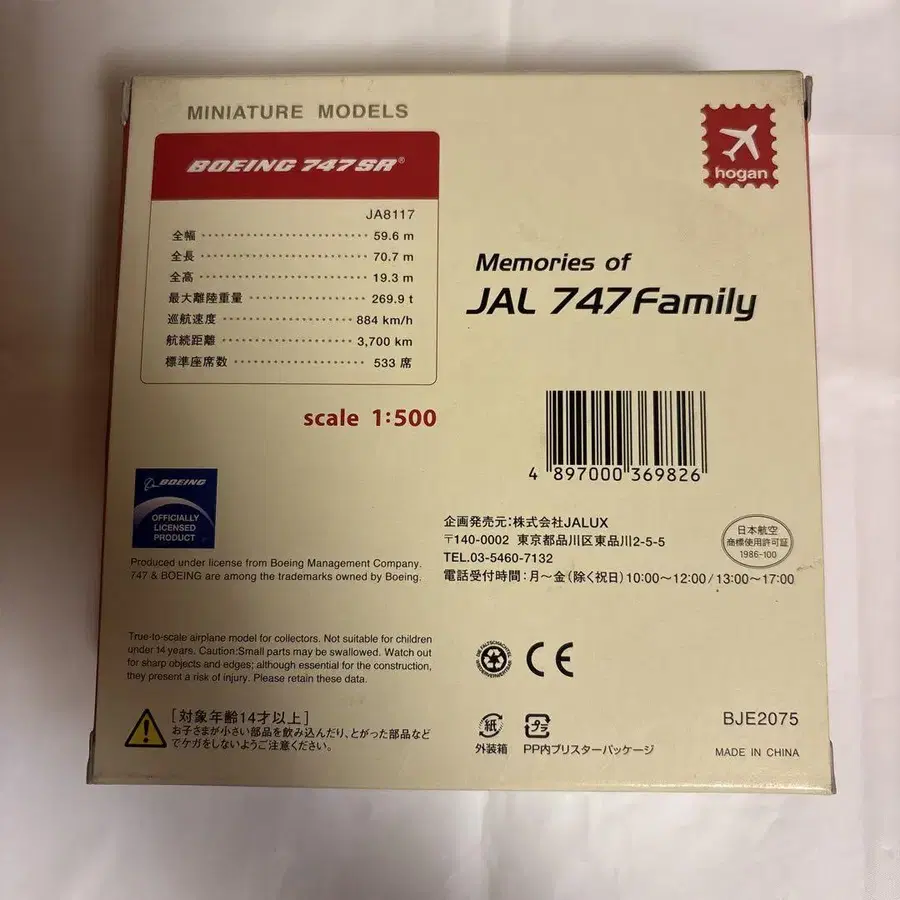 MINIATURE MODELS
BOEING 747SR®
JA8117
全幅 59.6 m
全長 70.7 m
全高 19.3 m
最大離陸重量 269.9 t
巡航速度 884 km/h
航続距離 3,700 km
標準座席数 533 席
scale 1:500
hogan
Memories of
JAL 747Family
4 897000 369826
BOEING
OFFICIALLY
LICENSED
PRODUCT
Produced under license from Boeing Management Company.
747 & BOEING are among the trademarks owned by Boeing.
企画発売元:株式会社JALUX
〒140-0002 東京都品川区東品川2-5-5
TEL.03-5460-7132
電話受付時間:月〜金(除く祝日)10:00〜12:00/13:00〜17:00
日本航空
商標使用許可証
1986-100
True-to-scale airplane model for collectors. Not suitable for children
under 14 years. Caution:Small parts may be swallowed. Watch out
for sharp objects and edges; although essential for the construction,
they present a risk of injury. Please retain these data.
[対象年齢14才以上]
お子さまが小さい部品を飲み込んだり、とがった部品など
でケガをしないようご注意ください。
CE
紙
外装箱
プラ
PP内ブリスターパッケージ
BJE2075
MADE IN CHINA